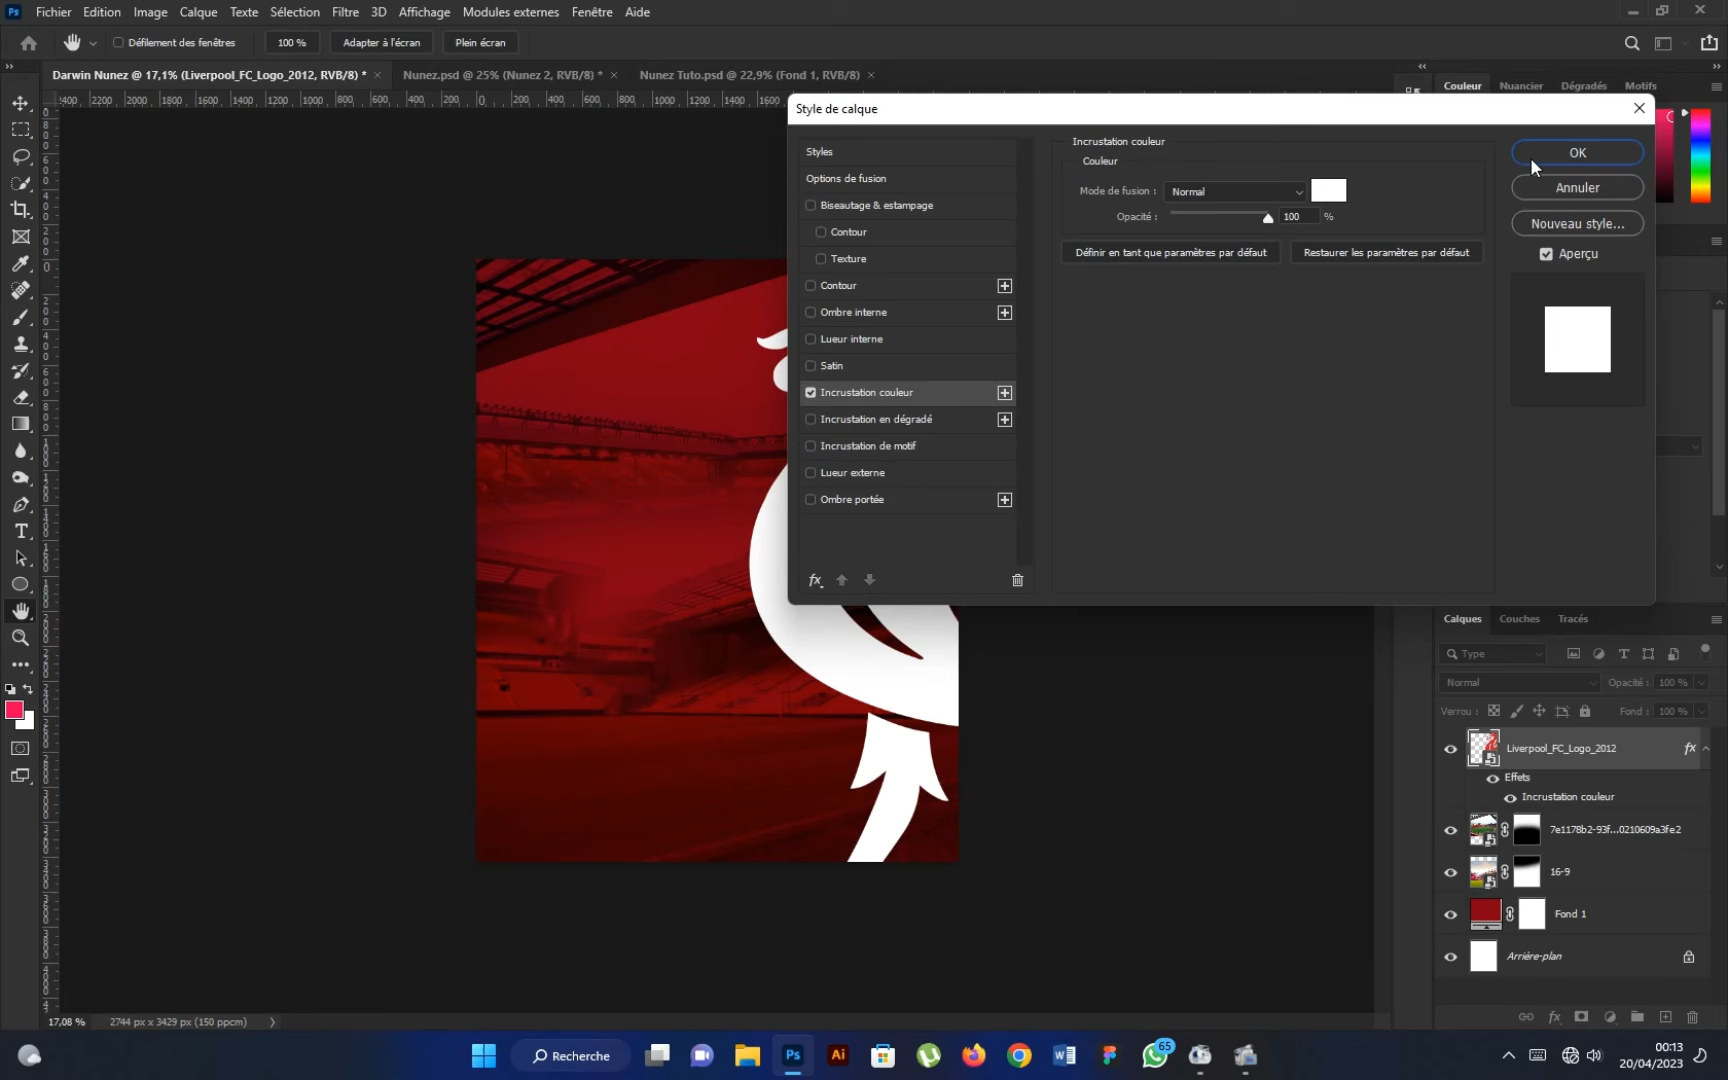 Fichier Edition Image Calque Texte Sélection Filtre 3D Affichage Modules externes Fenêtre Aide
Défilement des fenêtres 100 % Adapter à l'écran Plein écran
Darwin Nunez @ 17,1% (Liverpool_FC_Logo_2012, RVB/8) * Nunez.psd @ 25% (Nunez 2, RVB/8) * Nunez Tuto.psd @ 22,9% (Fond 1, RVB/8)
Couleur Nuancier Dégradés Motifs
Style de calque
Styles
Options de fusion
Biseautage & estampage
Contour
Texture
Contour
Ombre interne
Lueur interne
Satin
Incrustation couleur
Incrustation en dégradé
Incrustation de motif
Lueur externe
Ombre portée
fx
Incrustation couleur
Couleur
Mode de fusion : Normal
Opacité : 100 %
Définir en tant que paramètres par défaut Restaurer les paramètres par défaut
OK
Annuler
Nouveau style...
Aperçu
Calques Couches Tracés
Type
Normal Opacité : 100 %
Verrou : Fond : 100 %
Liverpool_FC_Logo_2012 fx
Effets
Incrustation couleur
7e1178b2-93f...0210609a3fe2
16-9
Fond 1
Arrière-plan
17,08 % 2744 px x 3429 px (150 ppcm)
Recherche
65
00:13
20/04/2023